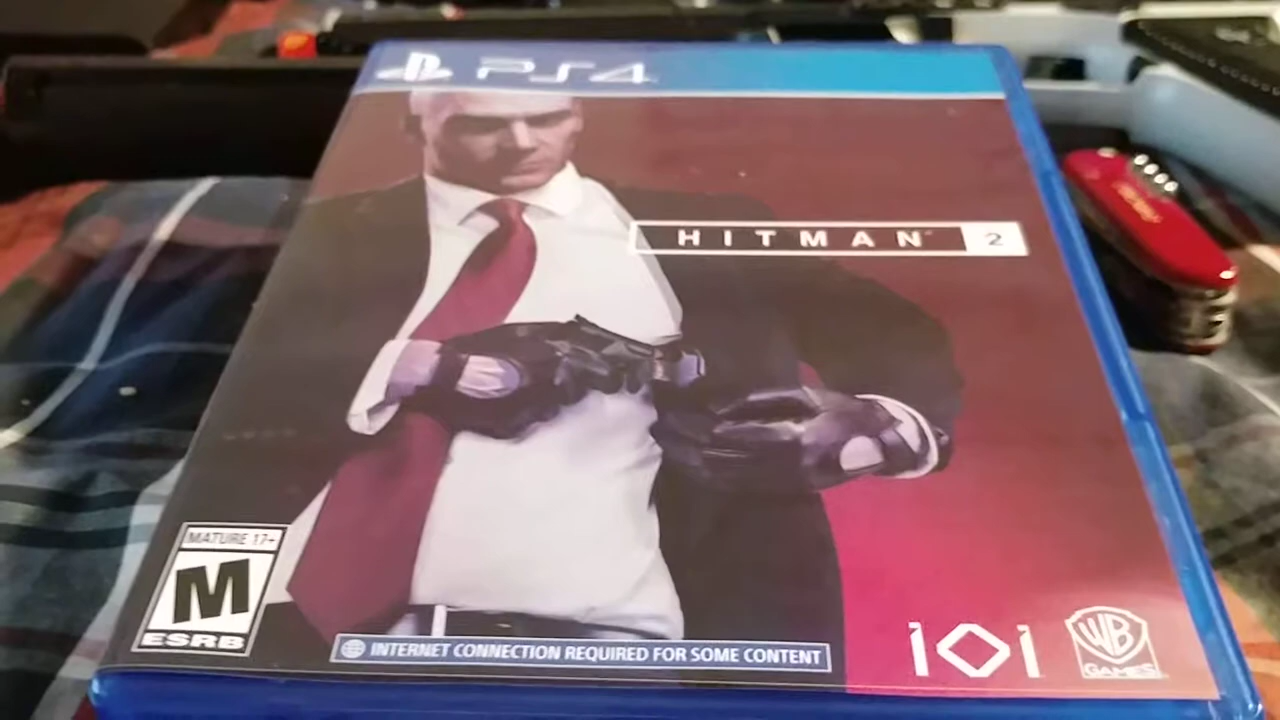 PS4
HITMAN 2
MATURE 17+
M
ESRB
INTERNET CONNECTION REQUIRED FOR SOME CONTENT
IOI
WB
GAMES